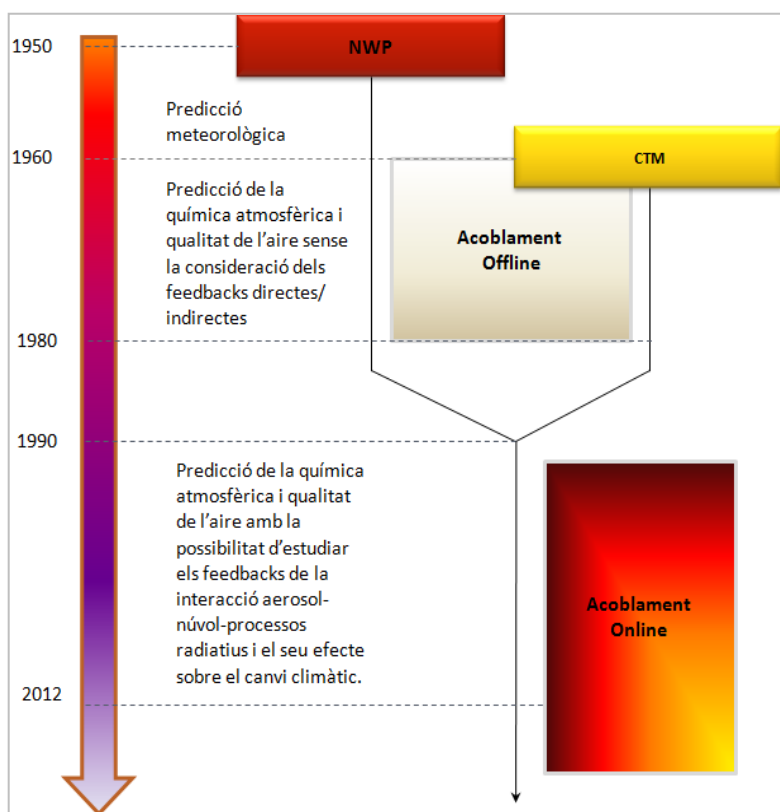 1950
NWP
Predicció
meteorològica
1960
CTM
Predicció de la
química atmosfèrica i
qualitat de l’aire sense
la consideració dels
feedbacks directes/
indirectes
Acoblament
Offline
1980
1990
Predicció de la química
atmosfèrica i qualitat
de l’aire amb la
possibilitat d’estudiar
els feedbacks de la
interacció aerosol-
núvol-processos
radiatius i el seu efecte
sobre el canvi climàtic.
Acoblament
Online
2012